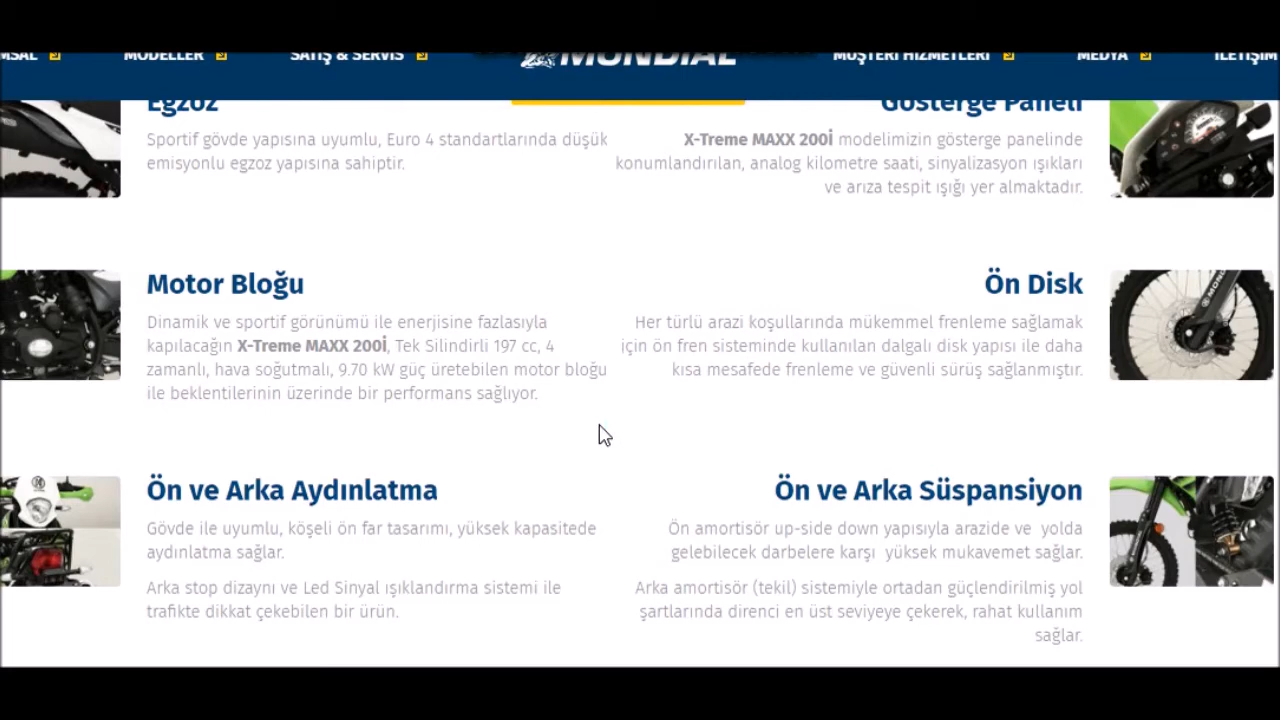 MSAL
MODELLER
SATIŞ & SERVİS
MONDIAL
MÜŞTERİ HİZMETLERİ
MEDYA
İLETİŞİM
Egzoz
Sportif gövde yapısına uyumlu, Euro 4 standartlarında düşük
emisyonlu egzoz yapısına sahiptir.
Gösterge Paneli
X-Treme MAXX 200İ modelimizin gösterge panelinde
konumlandırılan, analog kilometre saati, sinyalizasyon ışıkları
ve arıza tespit ışığı yer almaktadır.
Motor Bloğu
Dinamik ve sportif görünümü ile enerjisine fazlasıyla
kapılacağın X-Treme MAXX 200İ, Tek Silindirli 197 cc, 4
zamanlı, hava soğutmalı, 9.70 kW güç üretebilen motor bloğu
ile beklentilerinin üzerinde bir performans sağlıyor.
Ön Disk
Her türlü arazi koşullarında mükemmel frenleme sağlamak
için ön fren sisteminde kullanılan dalgalı disk yapısı ile daha
kısa mesafede frenleme ve güvenli sürüş sağlanmıştır.
Ön ve Arka Aydınlatma
Gövde ile uyumlu, köşeli ön far tasarımı, yüksek kapasitede
aydınlatma sağlar.
Arka stop dizaynı ve Led Sinyal ışıklandırma sistemi ile
trafikte dikkat çekebilen bir ürün.
Ön ve Arka Süspansiyon
Ön amortisör up-side down yapısıyla arazide ve yolda
gelebilecek darbelere karşı yüksek mukavemet sağlar.
Arka amortisör (tekil) sistemiyle ortadan güçlendirilmiş yol
şartlarında direnci en üst seviyeye çekerek, rahat kullanım
sağlar.